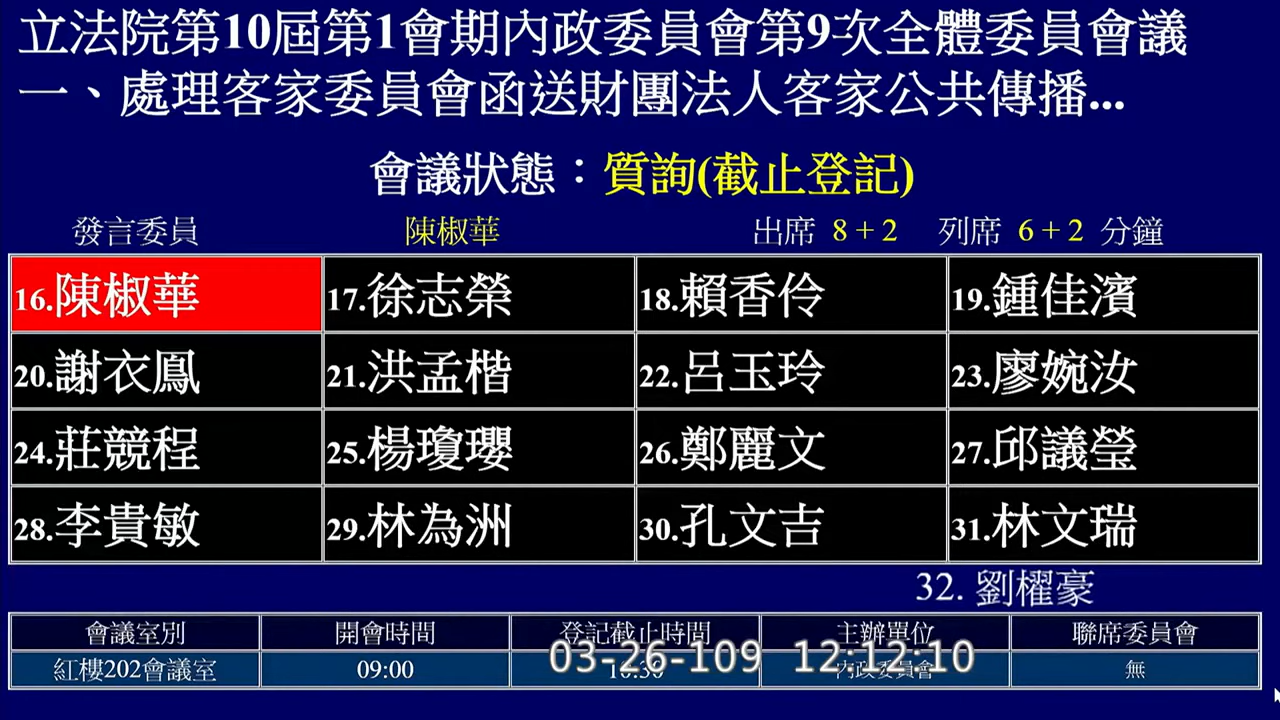 立法院第10屆第1會期內政委員會第9次全體委員會議
一、處理客家委員會函送財團法人客家公共傳播...
會議狀態：質詢(截止登記)
發言委員 陳椒華 出席 8 + 2 列席 6 + 2 分鐘
16.陳椒華 17.徐志榮 18.賴香伶 19.鍾佳濱
20.謝衣鳳 21.洪孟楷 22.呂玉玲 23.廖婉汝
24.莊競程 25.楊瓊瓔 26.鄭麗文 27.邱議瑩
28.李貴敏 29.林為洲 30.孔文吉 31.林文瑞
32. 劉櫂豪
會議室別 開會時間 登記截止時間 主辦單位 聯席委員會
03-26-109 12:12:10
紅樓202會議室 09:00 10:30 內政委員會 無